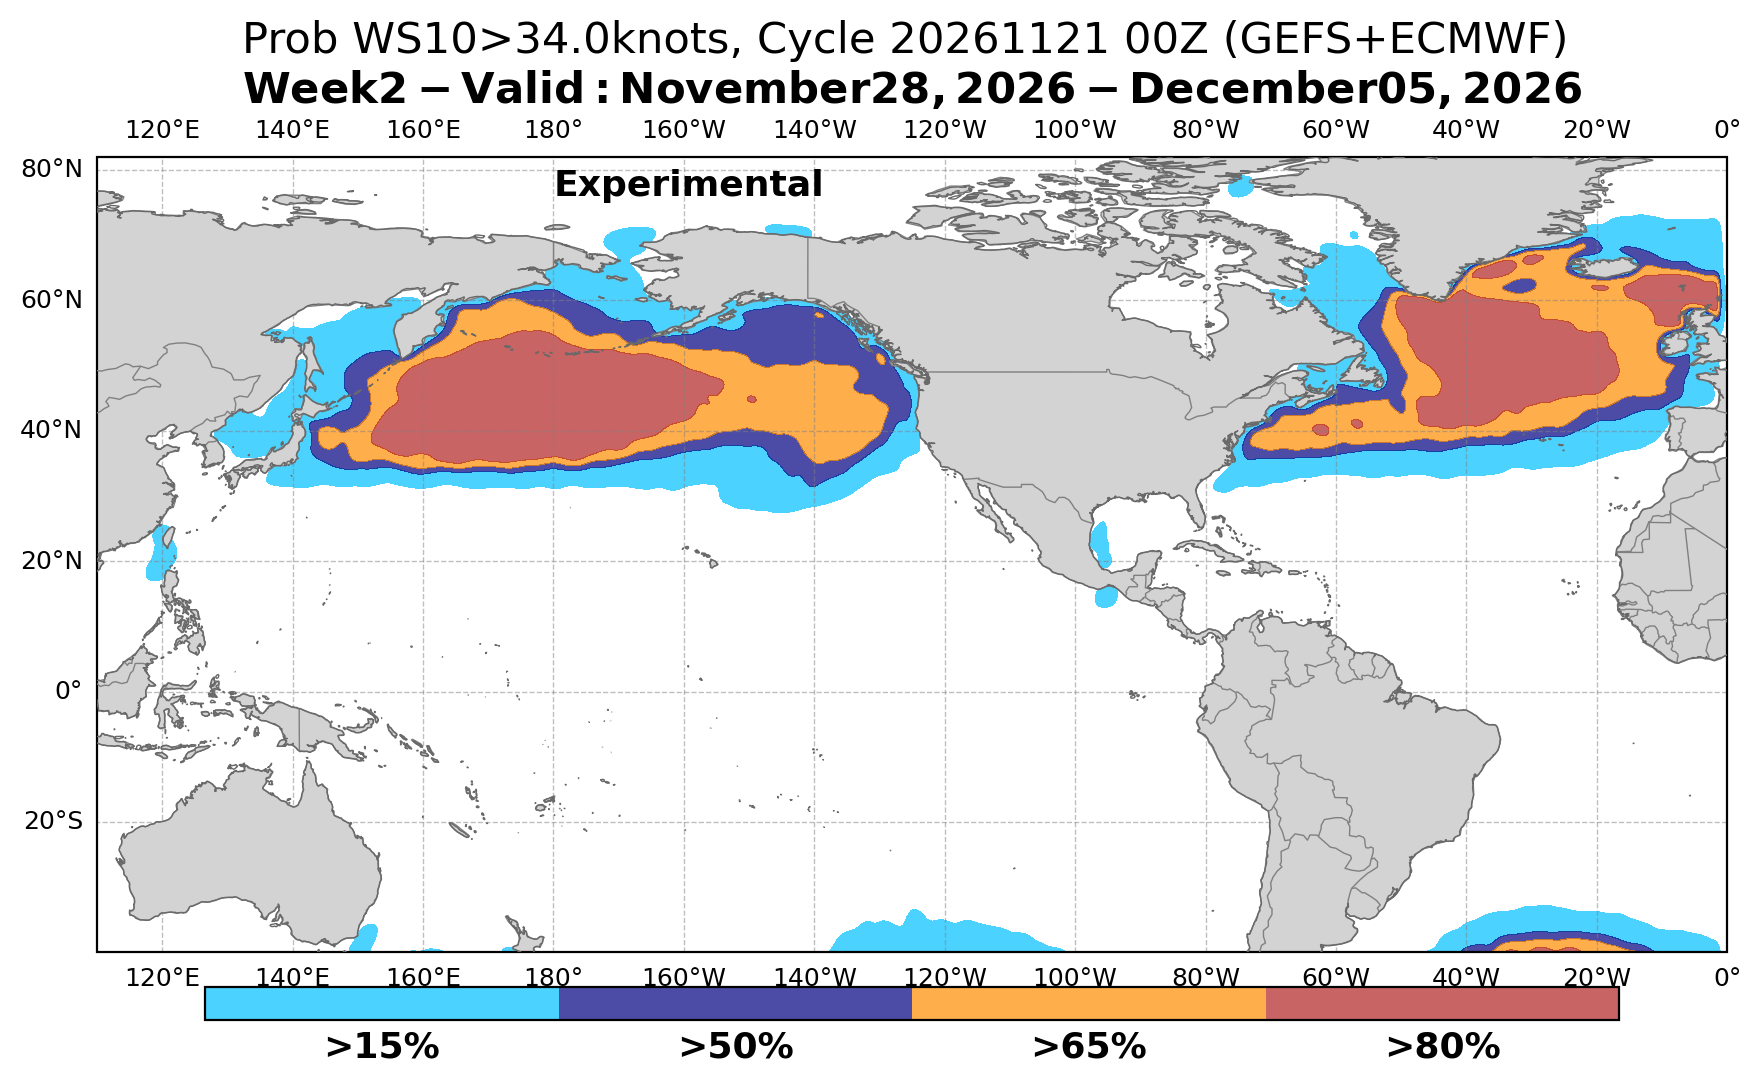 Prob WS10>34.0knots, Cycle 20261121 00Z (GEFS+ECMWF)
Week2 − Valid : November28, 2026 − December05, 2026
120°E 140°E 160°E 180° 160°W 140°W 120°W 100°W 80°W 60°W 40°W 20°W 0°
80°N
Experimental
60°N
40°N
20°N
0°
20°S
120°E 140°E 160°E 180° 160°W 140°W 120°W 100°W 80°W 60°W 40°W 20°W 0°
>15% >50% >65% >80%